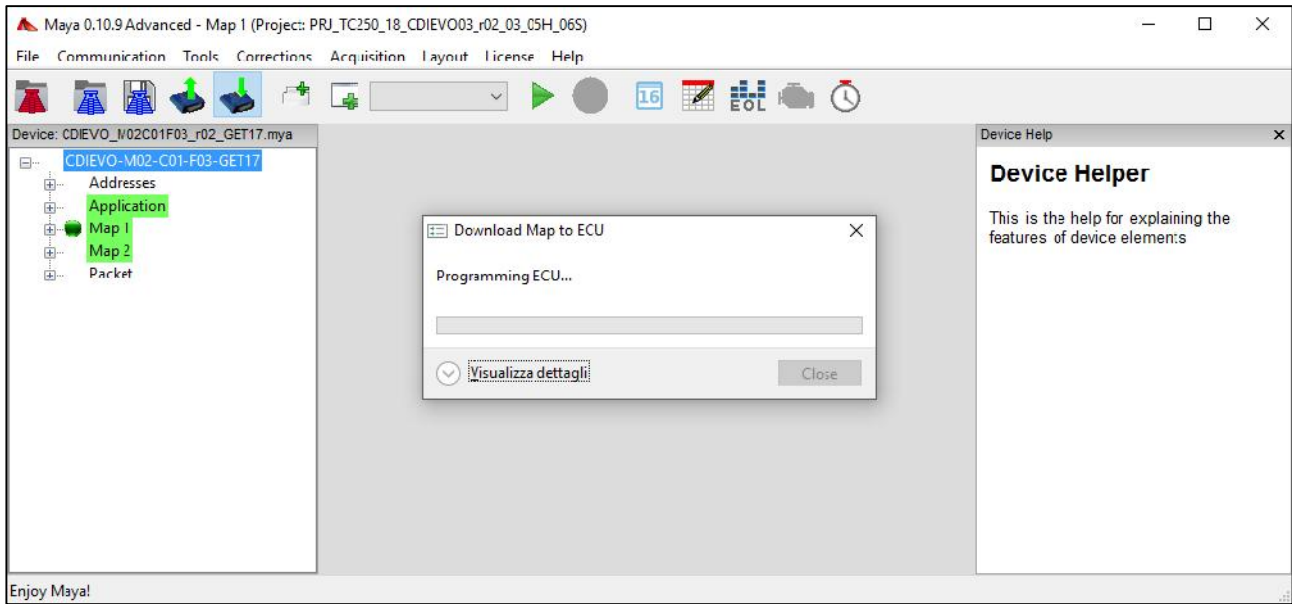 Maya 0.10.9 Advanced - Map 1 (Project: PRJ_TC250_18_CDIEVO03_r02_03_05H_06S)
File Communication Tools Corrections Acquisition Layout License Help
16
EOL
Device: CDIEVO_M02C01F03_r02_GET17.mya
CDIEVO-M02-C01-F03-GET17
Addresses
Application
Map 1
Map 2
Packet
Download Map to ECU
Programming ECU...
Visualizza dettagli
Close
Device Help
Device Helper
This is the help for explaining the
features of device elements
Enjoy Maya!